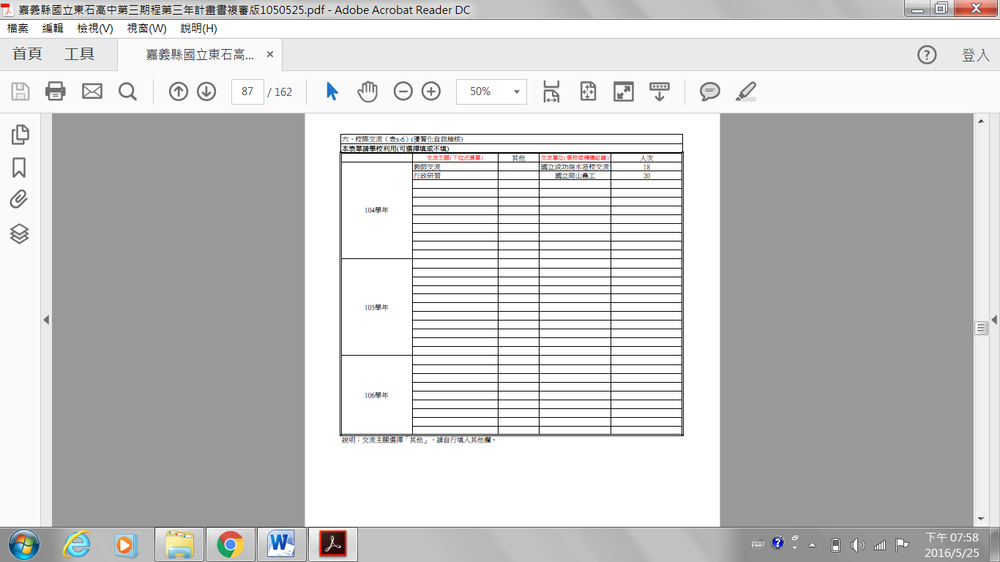 嘉義縣國立東石高中第三期程第三年計畫書複審版1050525.pdf - Adobe Acrobat Reader DC
檔案 編輯 檢視(V) 視窗(W) 說明(H)
首頁 工具 嘉義縣國立東石高... × 登入
87 / 162 50%
六、校際交流（表x-6）(優質化自我檢核)
本表單請學校利用(可選擇填或不填)
交流主題(下拉式選單) 其他 交流單位(學校或機構組織) 人次
教師交流 國立成功商水蒞校交流 18
行政研習 國立岡山農工 20
104學年
105學年
106學年
說明：交流主題選擇「其他」，請自行填入其他欄。
下午 07:58
2016/5/25